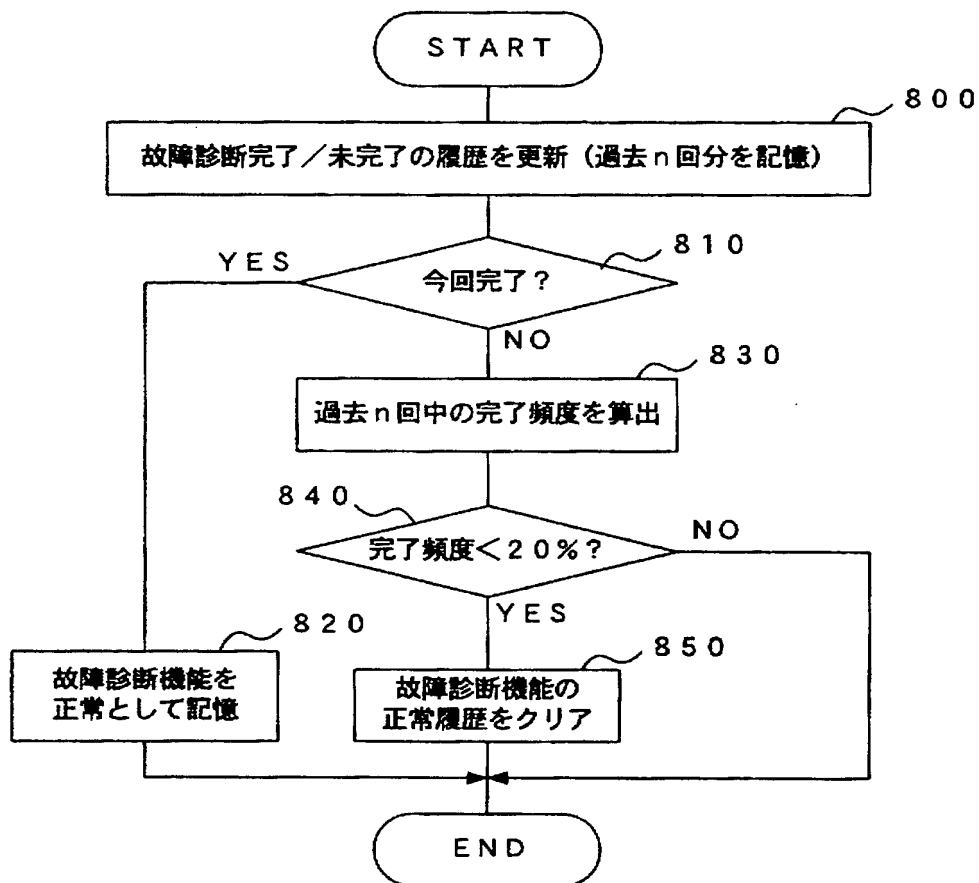 START
800
故障診断完了/未完了の履歴を更新(過去n回分を記憶)
810
YES
今回完了?
NO
830
過去n回中の完了頻度を算出
840
NO
完了頻度<20%?
YES
820
850
故障診断機能を
正常として記憶
故障診断機能の
正常履歴をクリア
END